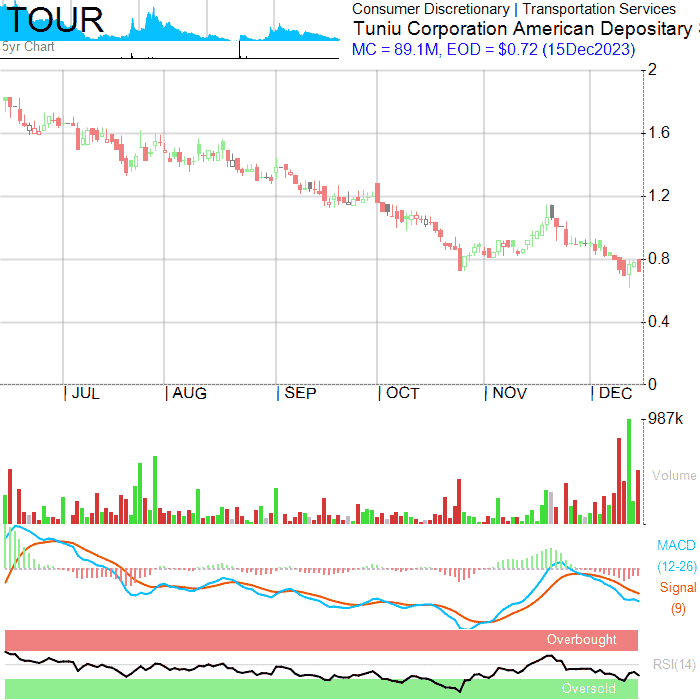 TOUR
5yr Chart
Consumer Discretionary | Transportation Services
Tuniu Corporation American Depositary
MC = 89.1M, EOD = $0.72 (15Dec2023)
2
1.6
1.2
0.8
0.4
0
JUL AUG SEP OCT NOV DEC
987k
Volume
MACD
(12-26)
Signal
(9)
Overbought
RSI(14)
Oversold